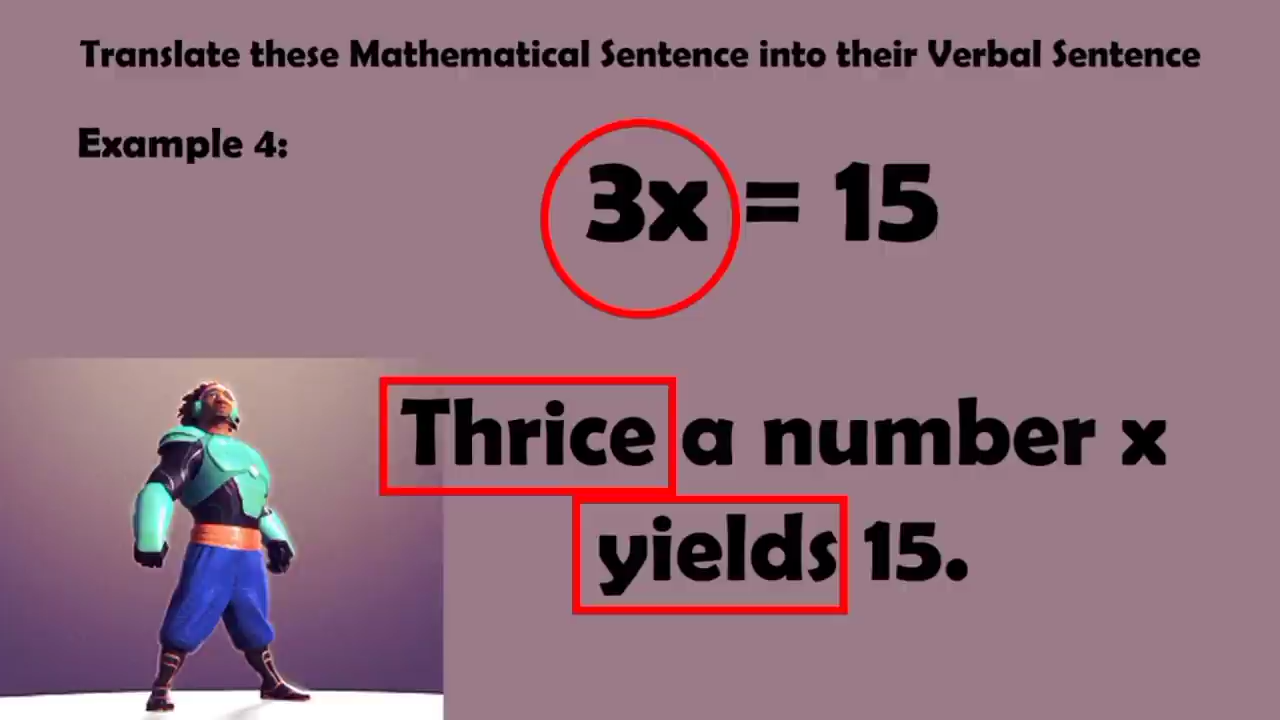 Translate these Mathematical Sentence into their Verbal Sentence
Example 4:
3x = 15
Thrice a number x
yields 15.